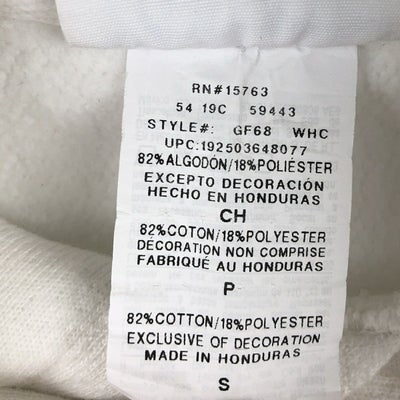 RN#15763
54 19C 59443
STYLE#: GF68 WHC
UPC:192503648077
82%ALGODÓN/18%POLIÉSTER
EXCEPTO DECORACIÓN
HECHO EN HONDURAS
CH
82%COTON/18%POLYESTER
DÉCORATION NON COMPRISE
FABRIQUÉ AU HONDURAS
P
82%COTTON/18%POLYESTER
EXCLUSIVE OF DECORATION
MADE IN HONDURAS
S